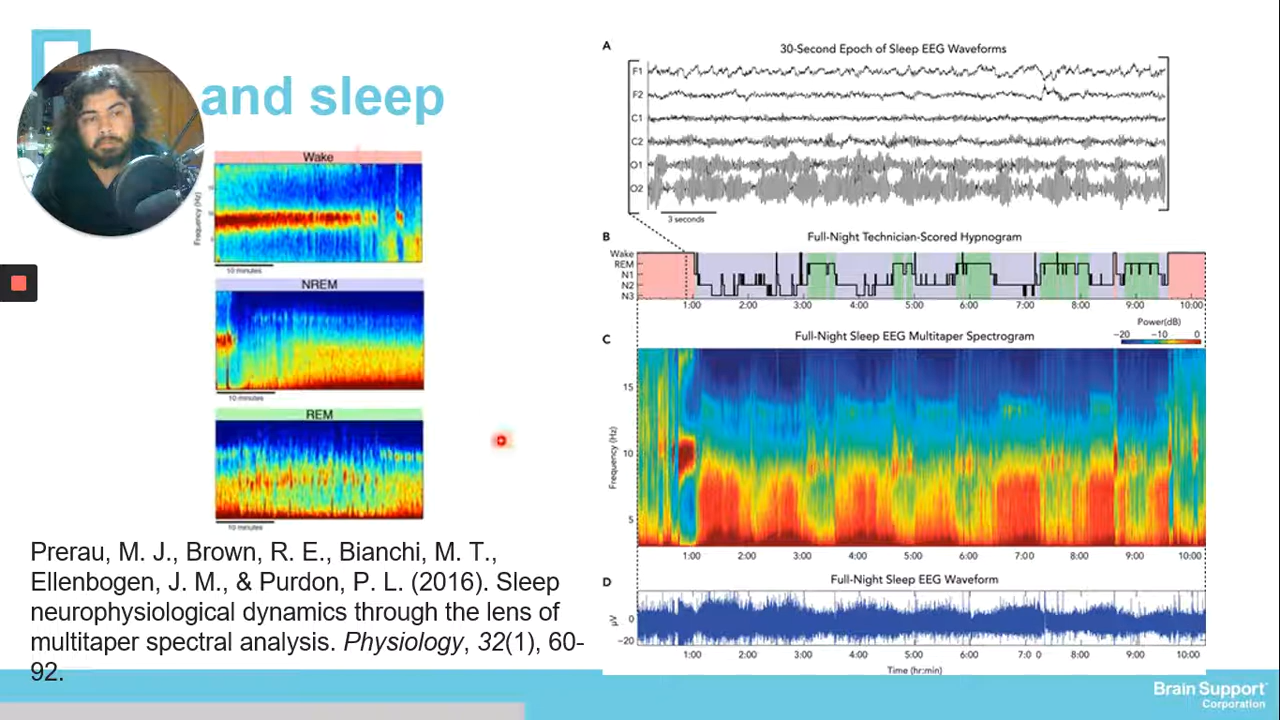 and sleep
Wake
Frequency (Hz)
10 minutes
NREM
10 minutes
REM
10 minutes
Prerau, M. J., Brown, R. E., Bianchi, M. T.,
Ellenbogen, J. M., & Purdon, P. L. (2016). Sleep
neurophysiological dynamics through the lens of
multitaper spectral analysis. Physiology, 32(1), 60-
92.
A
30-Second Epoch of Sleep EEG Waveforms
F1
F2
C1
C2
O1
O2
3 seconds
B
Full-Night Technician-Scored Hypnogram
Wake
REM
N1
N2
N3
1:00 2:00 3:00 4:00 5:00 6:00 7:00 8:00 9:00 10:00
Power(dB)
-20 -10 0
C
Full-Night Sleep EEG Multitaper Spectrogram
Frequency (Hz)
15
10
5
1:00 2:00 3:00 4:00 5:00 6:00 7:00 8:00 9:00 10:00
D
Full-Night Sleep EEG Waveform
μV
0
-20
1:00 2:00 3:00 4:00 5:00 6:00 7:0 0 8:00 9:00 10:00
Time (hr:min)
Brain Support
Corporation